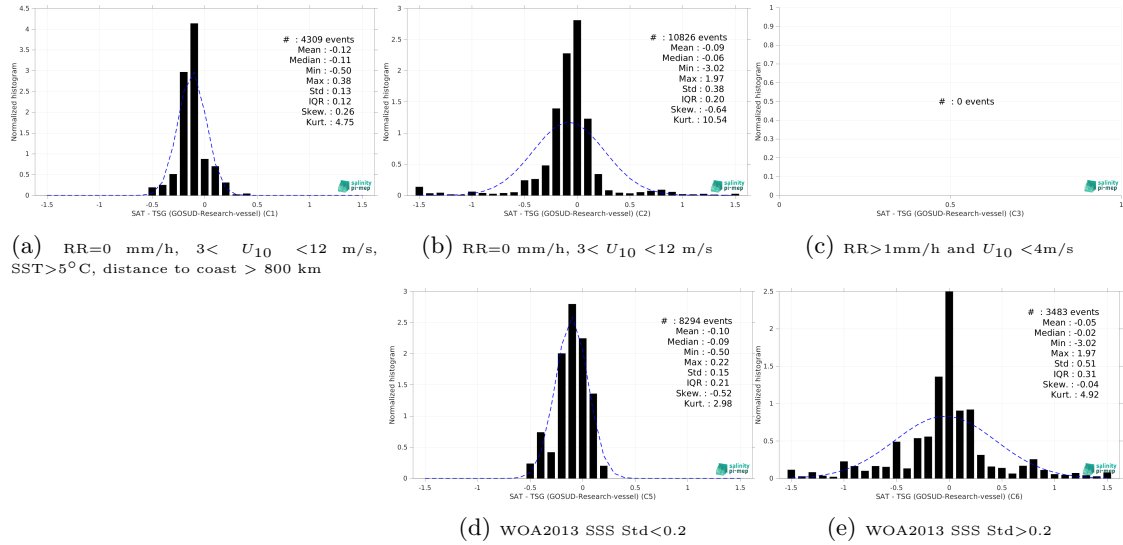 4.5
4
3.5
3
2.5
2
1.5
1
0.5
0
Normalized histogram
# : 4309 events
Mean : -0.12
Median : -0.11
Min : -0.50
Max : 0.38
Std : 0.13
IQR : 0.12
Skew. : 0.26
Kurt. : 4.75
salinity
pi-mep
-1.5 -1 -0.5 0 0.5 1 1.5
SAT - TSG (GOSUD-Research-vessel) (C1)
(a) RR=0 mm/h, 3< U10 <12 m/s,
SST>5°C, distance to coast > 800 km
3
2.5
2
1.5
1
0.5
0
Normalized histogram
# : 10826 events
Mean : -0.09
Median : -0.06
Min : -3.02
Max : 1.97
Std : 0.38
IQR : 0.20
Skew. : -0.64
Kurt. : 10.54
salinity
pi-mep
-1.5 -1 -0.5 0 0.5 1 1.5
SAT - TSG (GOSUD-Research-vessel) (C2)
(b) RR=0 mm/h, 3< U10 <12 m/s
1
0.9
0.8
0.7
0.6
0.5
0.4
0.3
0.2
0.1
0
Normalized histogram
# : 0 events
salinity
pi-mep
0 0.5 1
SAT - TSG (GOSUD-Research-vessel) (C3)
(c) RR>1mm/h and U10 <4m/s
3
2.5
2
1.5
1
0.5
0
Normalized histogram
# : 8294 events
Mean : -0.10
Median : -0.09
Min : -0.50
Max : 0.22
Std : 0.15
IQR : 0.21
Skew. : -0.52
Kurt. : 2.98
salinity
pi-mep
-1.5 -1 -0.5 0 0.5 1 1.5
SAT - TSG (GOSUD-Research-vessel) (C5)
(d) WOA2013 SSS Std<0.2
2.5
2
1.5
1
0.5
0
Normalized histogram
# : 3483 events
Mean : -0.05
Median : -0.02
Min : -3.02
Max : 1.97
Std : 0.51
IQR : 0.31
Skew. : -0.04
Kurt. : 4.92
salinity
pi-mep
-1.5 -1 -0.5 0 0.5 1 1.5
SAT - TSG (GOSUD-Research-vessel) (C6)
(e) WOA2013 SSS Std>0.2